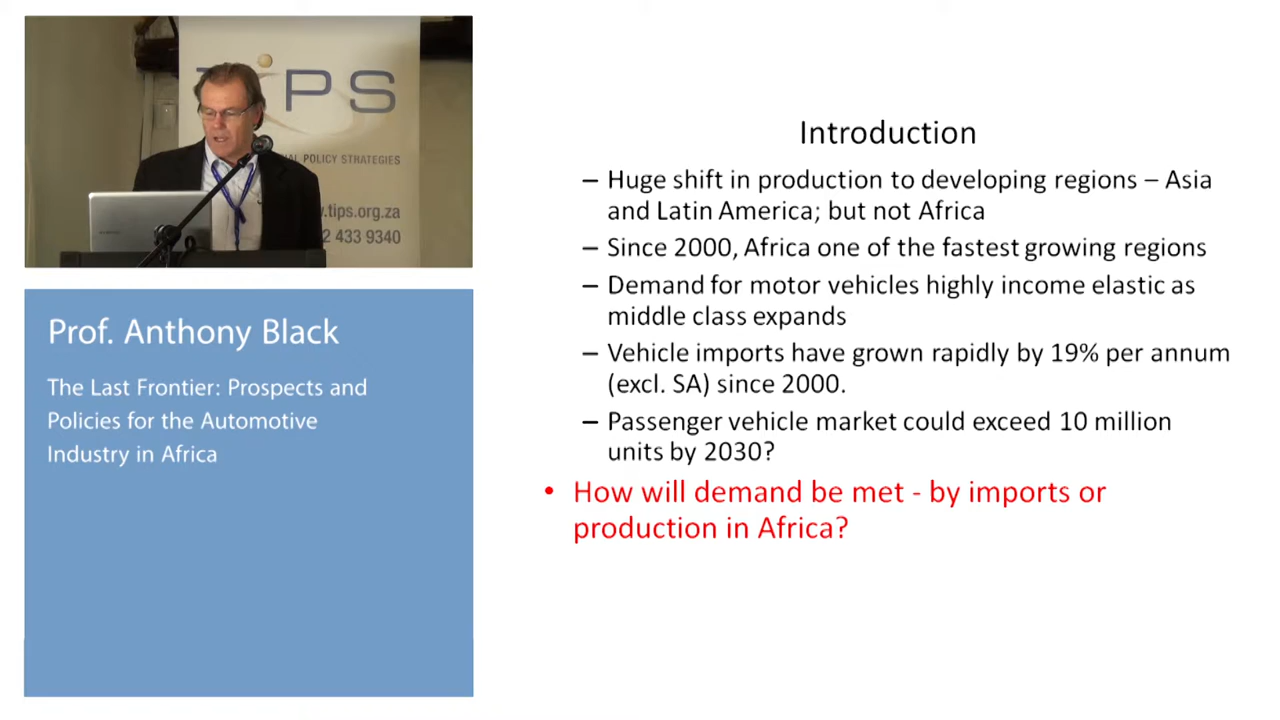 TIPS
NAL POLICY STRATEGIES
.tips.org.za
2 433 9340
Prof. Anthony Black
The Last Frontier: Prospects and
Policies for the Automotive
Industry in Africa
Introduction
– Huge shift in production to developing regions – Asia
and Latin America; but not Africa
– Since 2000, Africa one of the fastest growing regions
– Demand for motor vehicles highly income elastic as
middle class expands
– Vehicle imports have grown rapidly by 19% per annum
(excl. SA) since 2000.
– Passenger vehicle market could exceed 10 million
units by 2030?
• How will demand be met - by imports or
production in Africa?